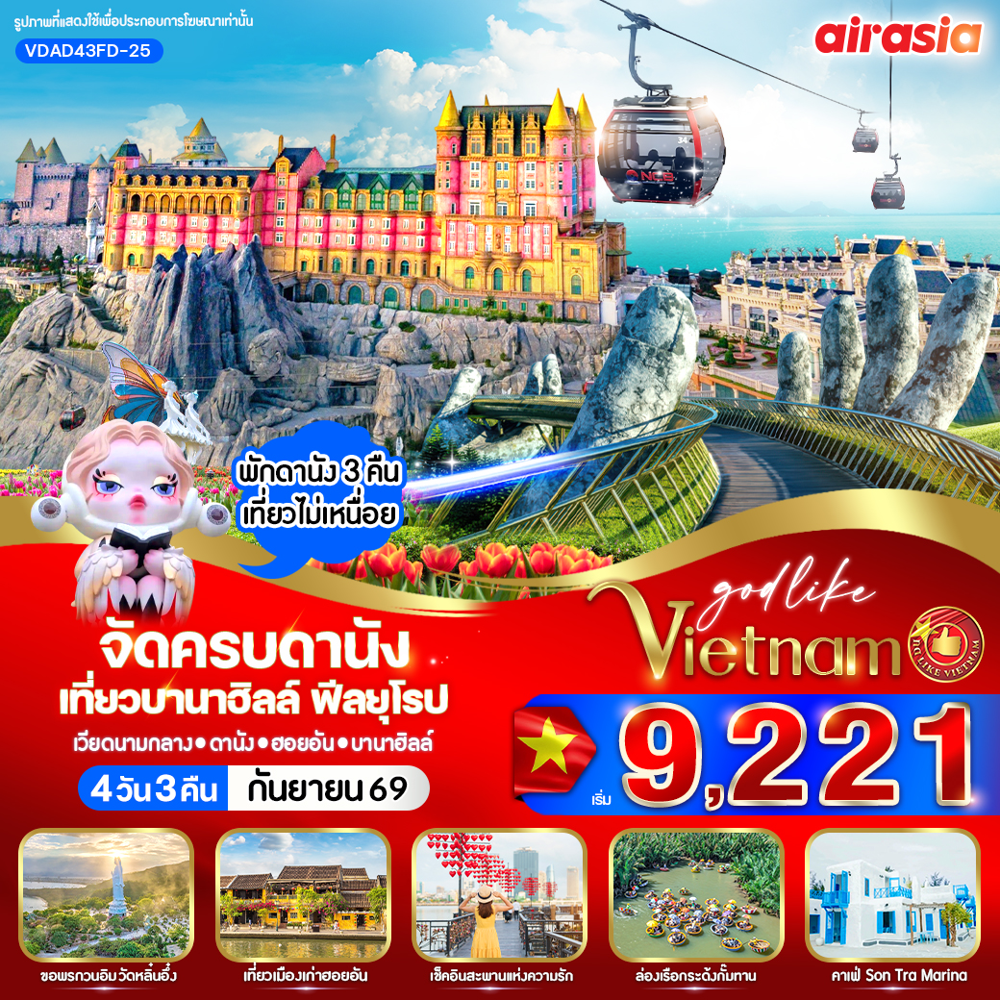 รูปภาพที่แสดงใช้เพื่อประกอบการโฆษณาเท่านั้น
VDAD43FD-25
airasia
34
พักดานัง 3 คืน
เที่ยวไม่เหนื่อย
godlike
Vietnam
กด LIKE VIETNAM
จัดครบดานัง
เที่ยวบานาฮิลล์ ฟีลยุโรป
เวียดนามกลาง • ดานัง • ฮอยอัน • บานาฮิลล์
4 วัน 3 คืน กันยายน 69
เริ่ม 9,221
ขอพรกวนอิม วัดหลิ๋นอึ๋ง
เที่ยวเมืองเก่าฮอยอัน
เช็คอินสะพานแห่งความรัก
ล่องเรือกระด้งกั๊มทาน
คาเฟ่ Son Tra Marina